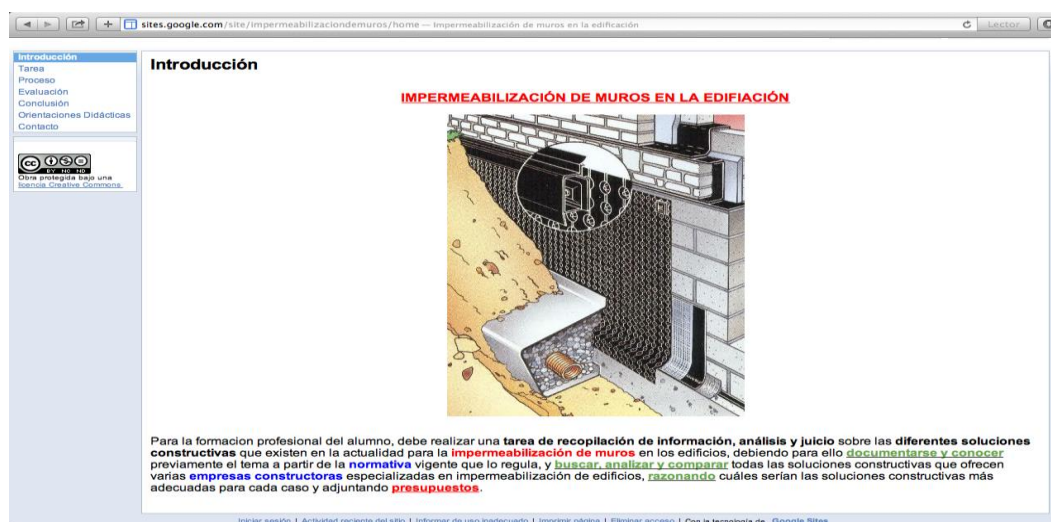 sites.google.com/site/impermeabilizaciondemuros/home — Impermeabilización de muros en la edificación
Lector
Introducción
Tarea
Proceso
Evaluación
Conclusión
Orientaciones Didácticas
Contacto
cc
BY NC ND
Obra protegida bajo una
licencia Creative Commons.
Introducción
IMPERMEABILIZACIÓN DE MUROS EN LA EDIFIACIÓN
Para la formacion profesional del alumno, debe realizar una tarea de recopilación de información, análisis y juicio sobre las diferentes soluciones
constructivas que existen en la actualidad para la impermeabilización de muros en los edificios, debiendo para ello documentarse y conocer
previamente el tema a partir de la normativa vigente que lo regula, y buscar, analizar y comparar todas las soluciones constructivas que ofrecen
varias empresas constructoras especializadas en impermeabilización de edificios, razonando cuáles serían las soluciones constructivas más
adecuadas para cada caso y adjuntando presupuestos.
Iniciar sesión | Actividad reciente del sitio | Informar de uso inadecuado | Imprimir página | Eliminar acceso | Con la tecnología de Google Sites